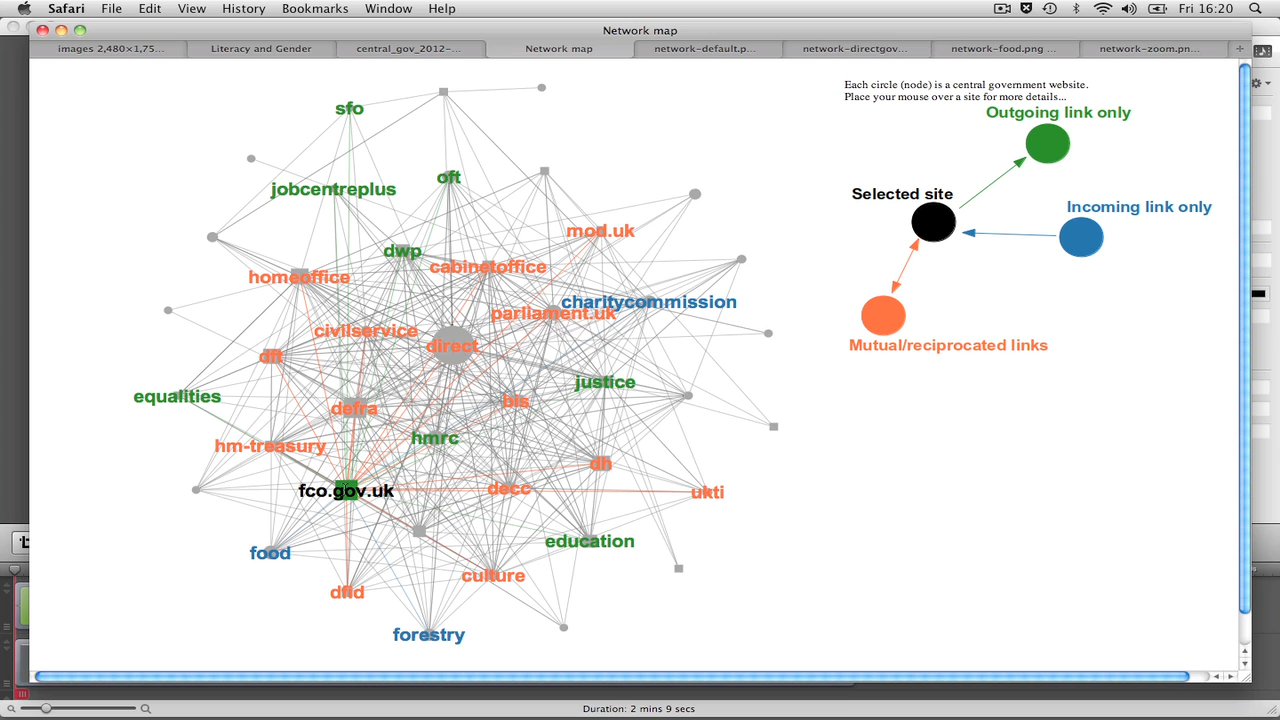 Safari File Edit View History Bookmarks Window Help Fri 16:20
Network map
images 2,480×1,75... Literacy and Gender central_gov_2012-... Network map network-default.p... network-directgov... network-food.png ... network-zoom.pn... +
Each circle (node) is a central government website.
Place your mouse over a site for more details...
sfo
Outgoing link only
oft
jobcentreplus
Selected site
Incoming link only
mod.uk
dwp
cabinetoffice
homeoffice
charitycommission
parliament.uk
civilservice
direct
Mutual/reciprocated links
dft
justice
equalities
bis
defra
hmrc
hm-treasury
dh
fco.gov.uk
decc
ukti
education
food
culture
dfid
forestry
Duration: 2 mins 9 secs